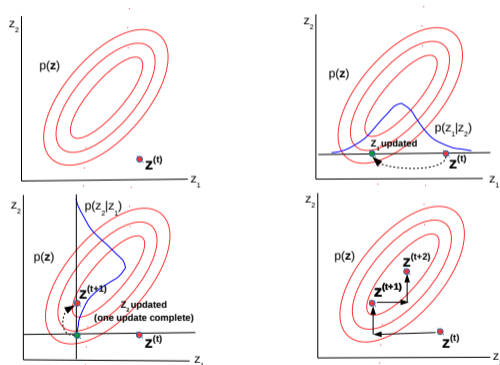 z2
p(z)
z(t)
z1
z2
p(z)
p(z1|z2)
Z1 updated
z(t)
z1
z2
p(z2|z1)
p(z)
z(t+1)
Z2 updated
(one update complete)
z(t)
z1
z2
p(z)
z(t+2)
z(t+1)
z(t)
z